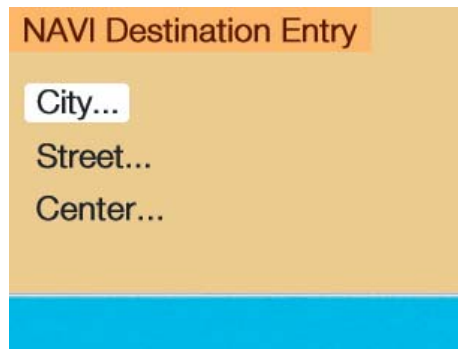 NAVI Destination Entry
City...
Street...
Center...